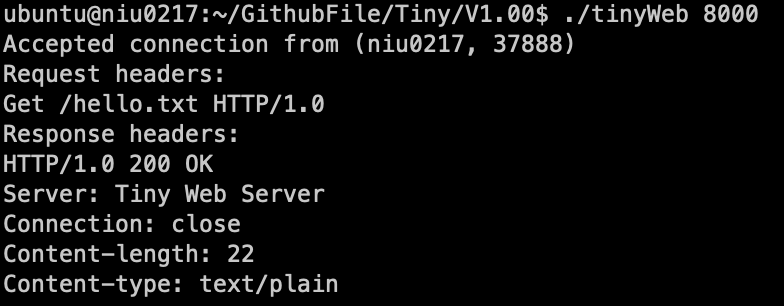 ubuntu@niu0217:~/GithubFile/Tiny/V1.00$ ./tinyWeb 8000
Accepted connection from (niu0217, 37888)
Request headers:
Get /hello.txt HTTP/1.0
Response headers:
HTTP/1.0 200 OK
Server: Tiny Web Server
Connection: close
Content-length: 22
Content-type: text/plain